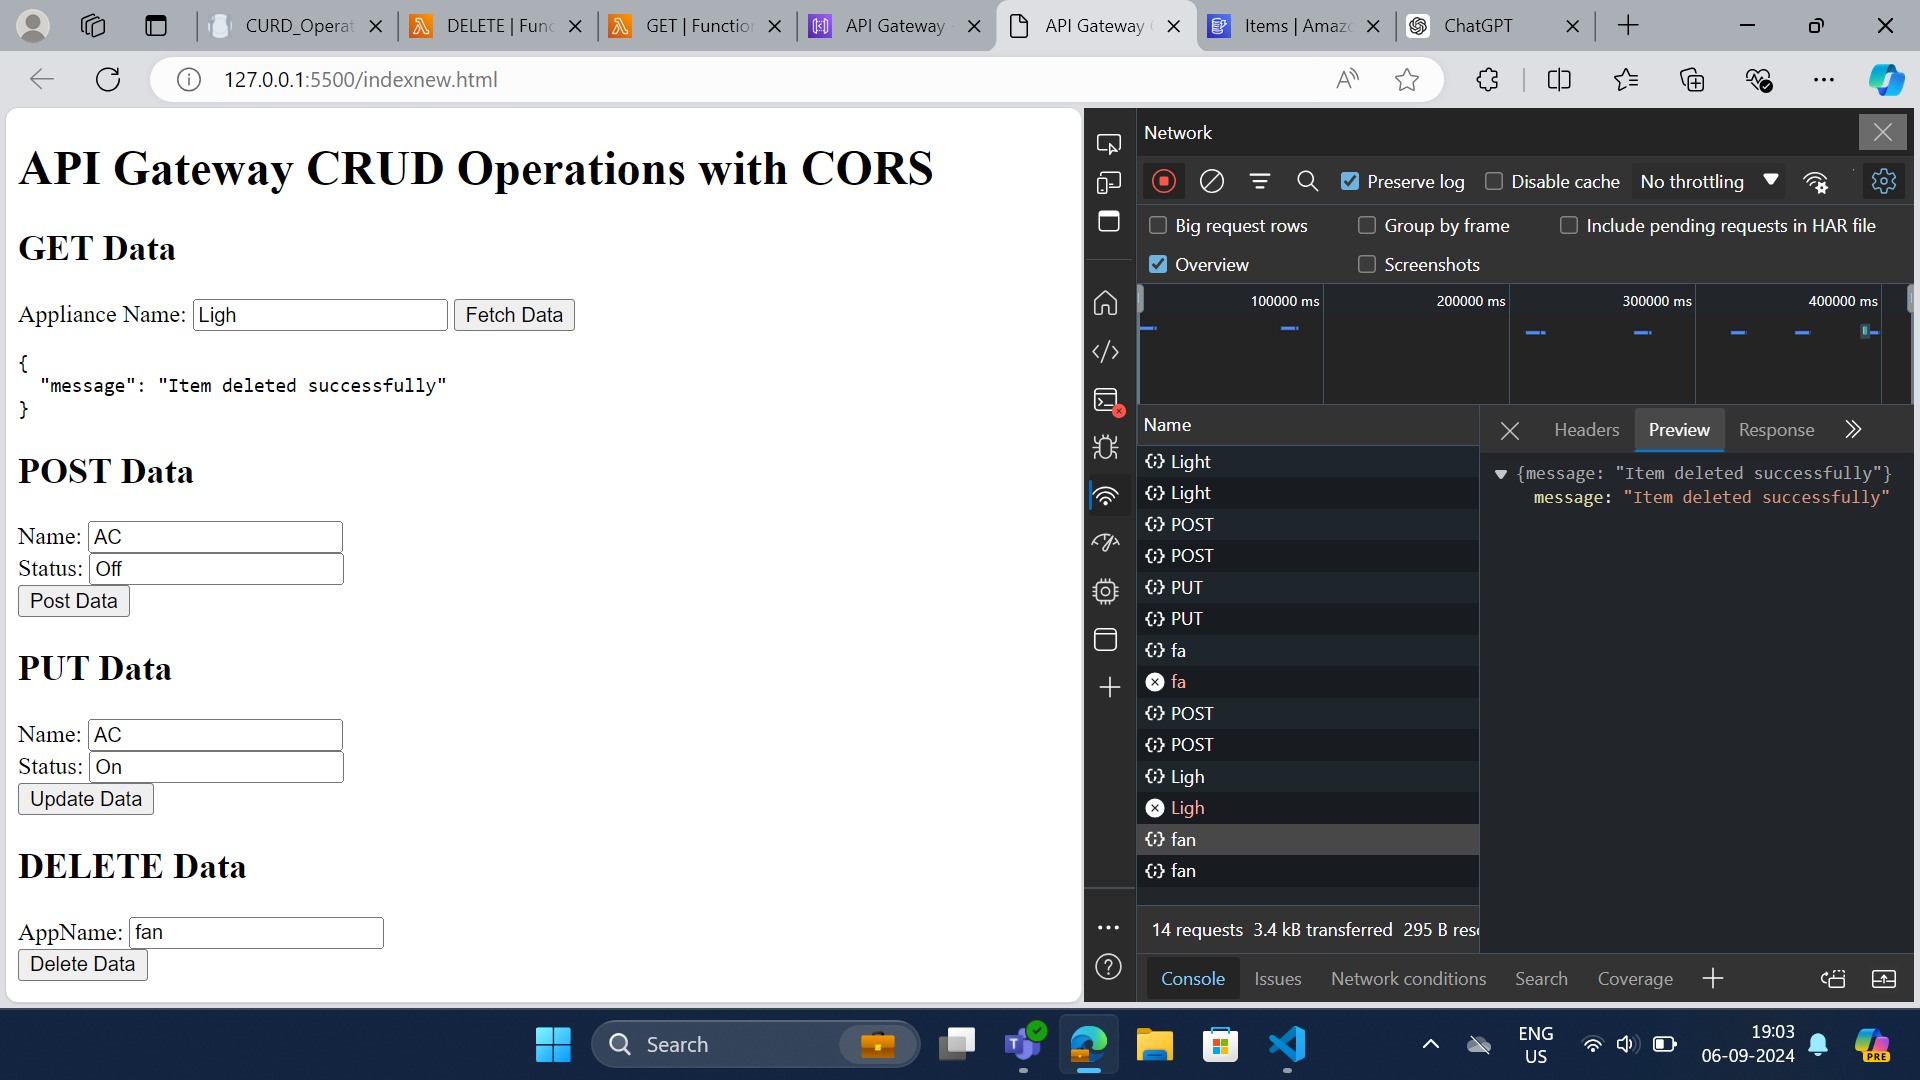 CURD_Operat
DELETE | Func
GET | Function
API Gateway -
API Gateway C
Items | Amazo
ChatGPT
127.0.0.1:5500/indexnew.html
API Gateway CRUD Operations with CORS
GET Data
Appliance Name: Ligh Fetch Data
{
"message": "Item deleted successfully"
}
POST Data
Name: AC
Status: Off
Post Data
PUT Data
Name: AC
Status: On
Update Data
DELETE Data
AppName: fan
Delete Data
Network
Preserve log Disable cache No throttling
Big request rows Group by frame Include pending requests in HAR file
Overview Screenshots
100000 ms 200000 ms 300000 ms 400000 ms
Name
Light
Light
POST
POST
PUT
PUT
fa
fa
POST
POST
Ligh
Ligh
fan
fan
14 requests 3.4 kB transferred 295 B reso
Headers Preview Response
{message: "Item deleted successfully"}
message: "Item deleted successfully"
Console Issues Network conditions Search Coverage
Search
ENG
US
19:03
06-09-2024
PRE